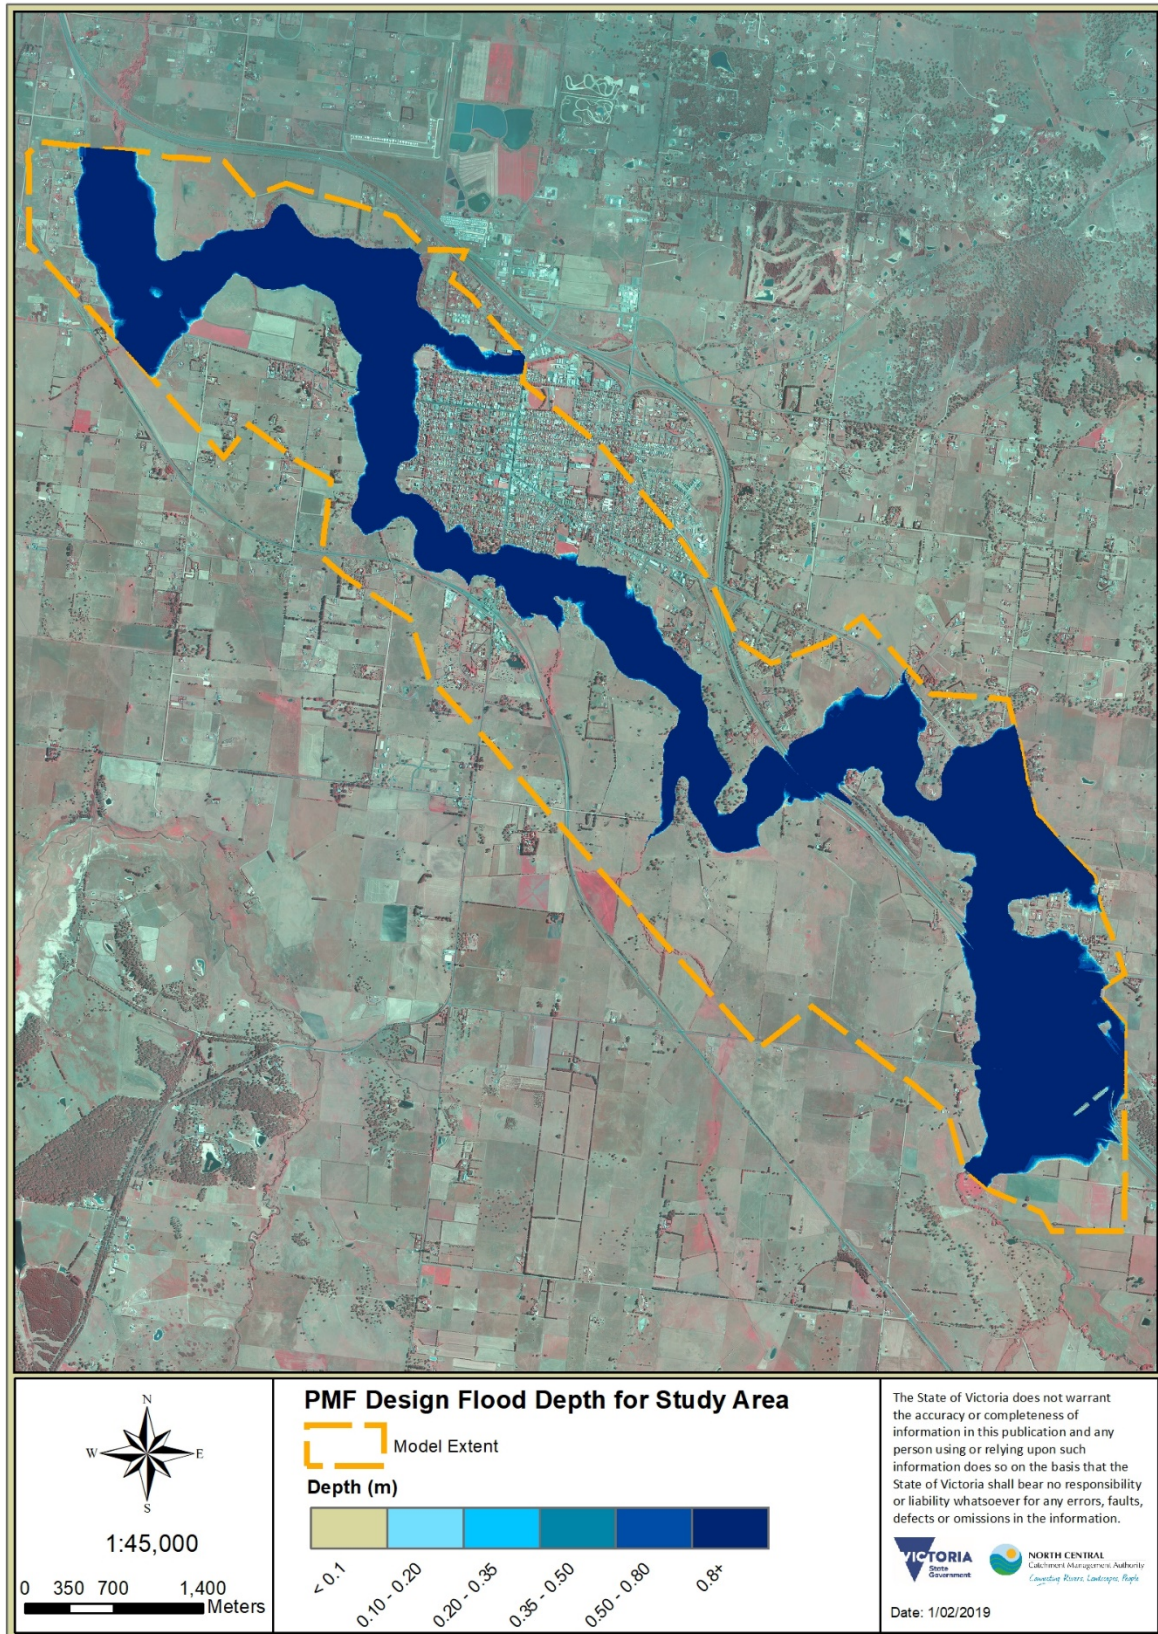 N
W E
S
1:45,000
0 350 700 1,400
Meters
PMF Design Flood Depth for Study Area
Model Extent
Depth (m)
< 0.1
0.10 - 0.20
0.20 - 0.35
0.35 - 0.50
0.50 - 0.80
0.8+
The State of Victoria does not warrant
the accuracy or completeness of
information in this publication and any
person using or relying upon such
information does so on the basis that the
State of Victoria shall bear no responsibility
or liability whatsoever for any errors, faults,
defects or omissions in the information.
VICTORIA
State
Government
NORTH CENTRAL
Catchment Management Authority
Connecting Rivers, Landscapes, People
Date: 1/02/2019